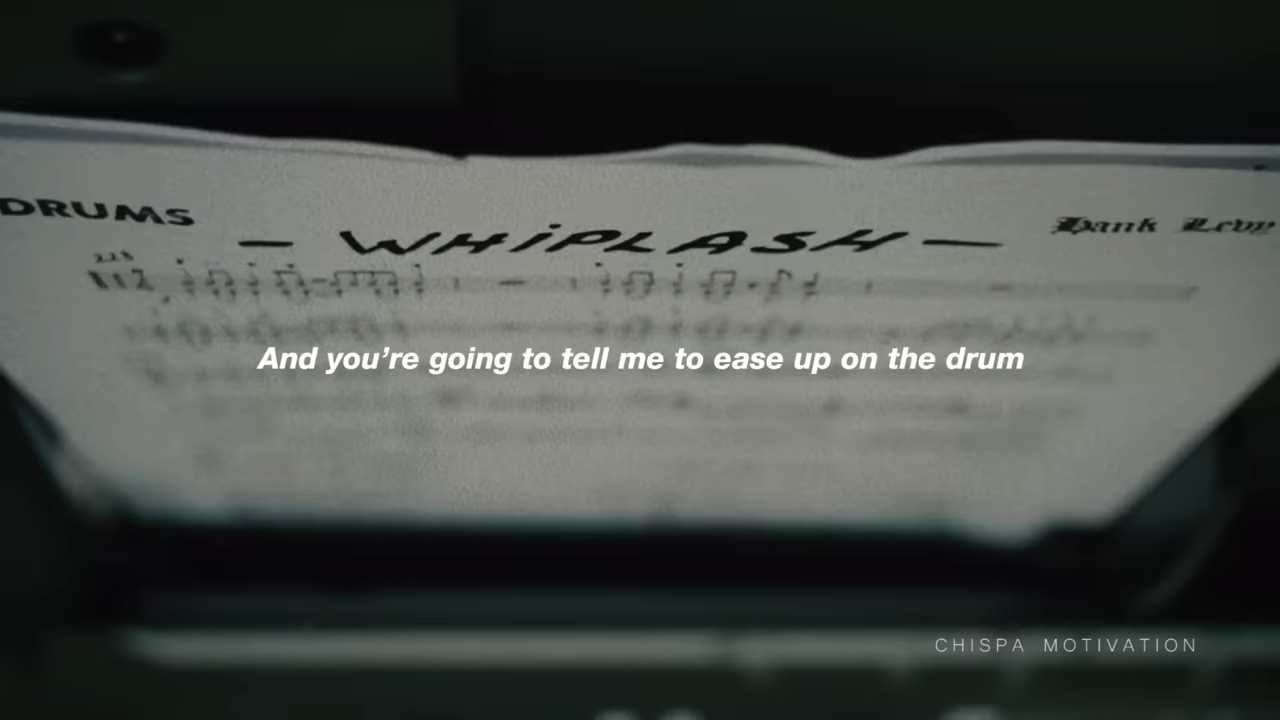 DRUMS
- WHiPLASH -
Hank Levy
And you’re going to tell me to ease up on the drum
CHISPA MOTIVATION